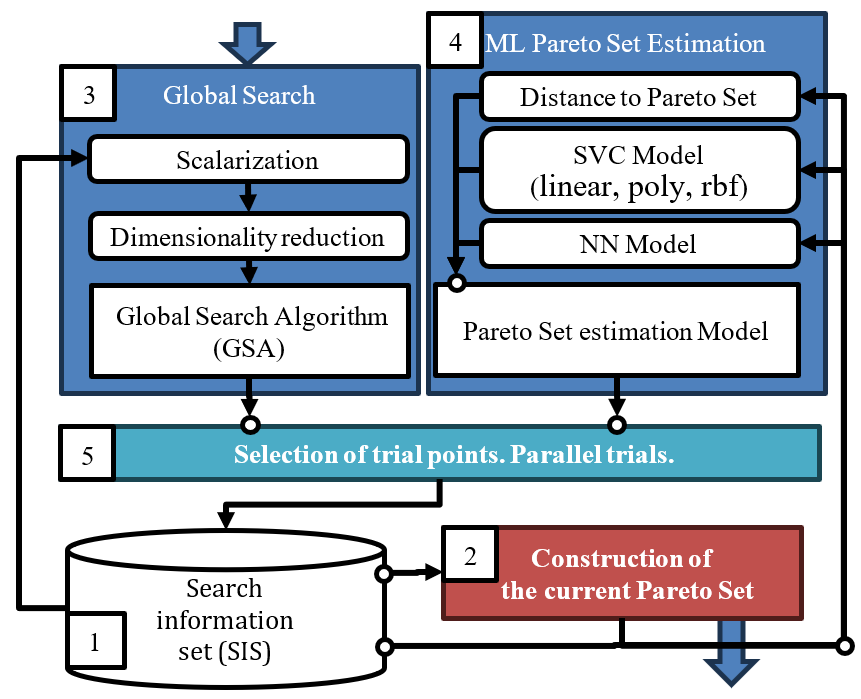 3
Global Search
Scalarization
Dimensionality reduction
Global Search Algorithm
(GSA)
4
ML Pareto Set Estimation
Distance to Pareto Set
SVC Model
(linear, poly, rbf)
NN Model
Pareto Set estimation Model
5
Selection of trial points. Parallel trials.
Search
information
set (SIS)
1
2
Construction of
the current Pareto Set